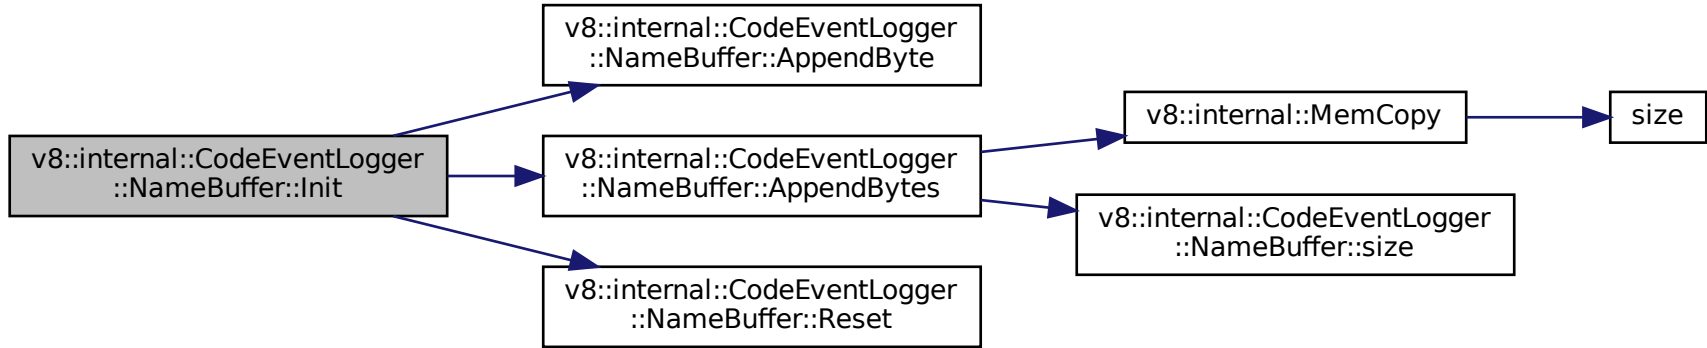 v8::internal::CodeEventLogger
::NameBuffer::Init
v8::internal::CodeEventLogger
::NameBuffer::AppendByte
v8::internal::CodeEventLogger
::NameBuffer::AppendBytes
v8::internal::CodeEventLogger
::NameBuffer::Reset
v8::internal::MemCopy
v8::internal::CodeEventLogger
::NameBuffer::size
size